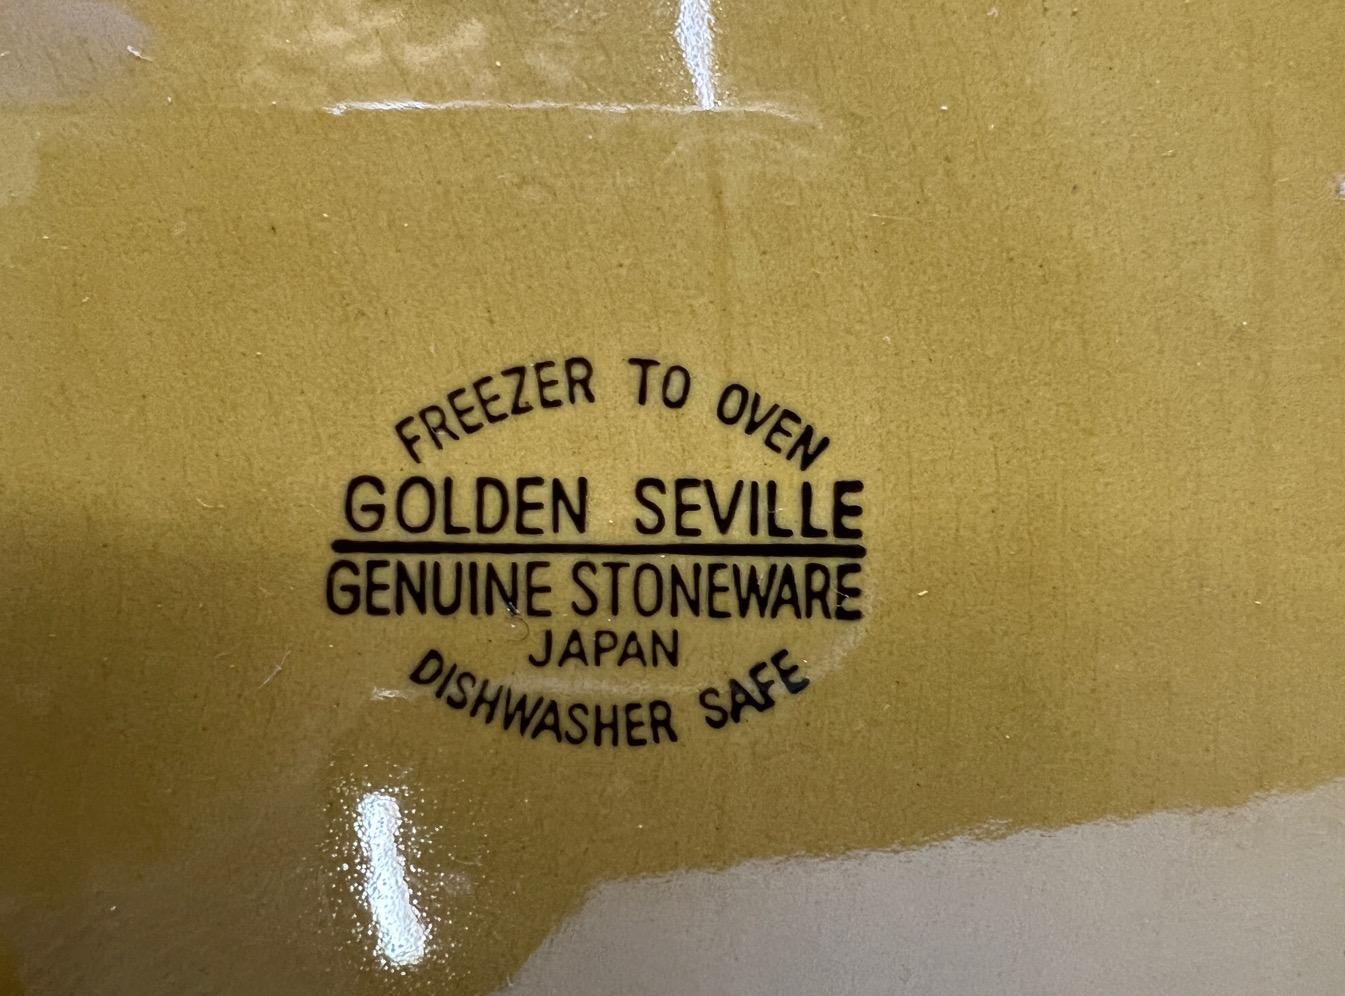 FREEZER TO OVEN
GOLDEN SEVILLE
GENUINE STONEWARE
JAPAN
DISHWASHER SAFE